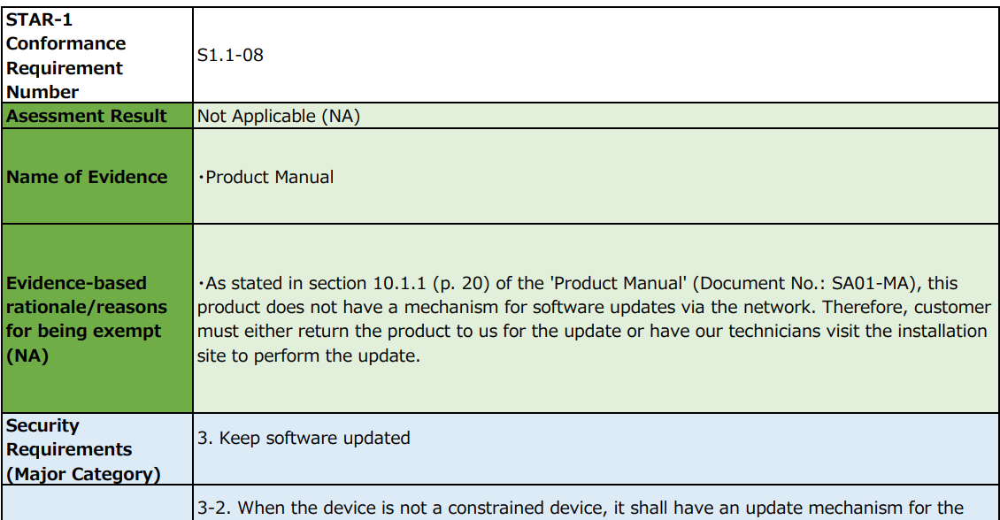 STAR-1
Conformance
Requirement
Number
S1.1-08
Asessment Result
Not Applicable (NA)
Name of Evidence
・Product Manual
Evidence-based
rationale/reasons
for being exempt
(NA)
・As stated in section 10.1.1 (p. 20) of the 'Product Manual' (Document No.: SA01-MA), this
product does not have a mechanism for software updates via the network. Therefore, customer
must either return the product to us for the update or have our technicians visit the installation
site to perform the update.
Security
Requirements
(Major Category)
3. Keep software updated
3-2. When the device is not a constrained device, it shall have an update mechanism for the